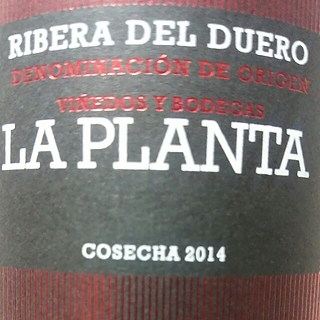 RIBERA DEL DUERO
DENOMINACIÓN DE ORIGEN
VIÑEDOS Y BODEGAS
LA PLANTA
COSECHA 2014